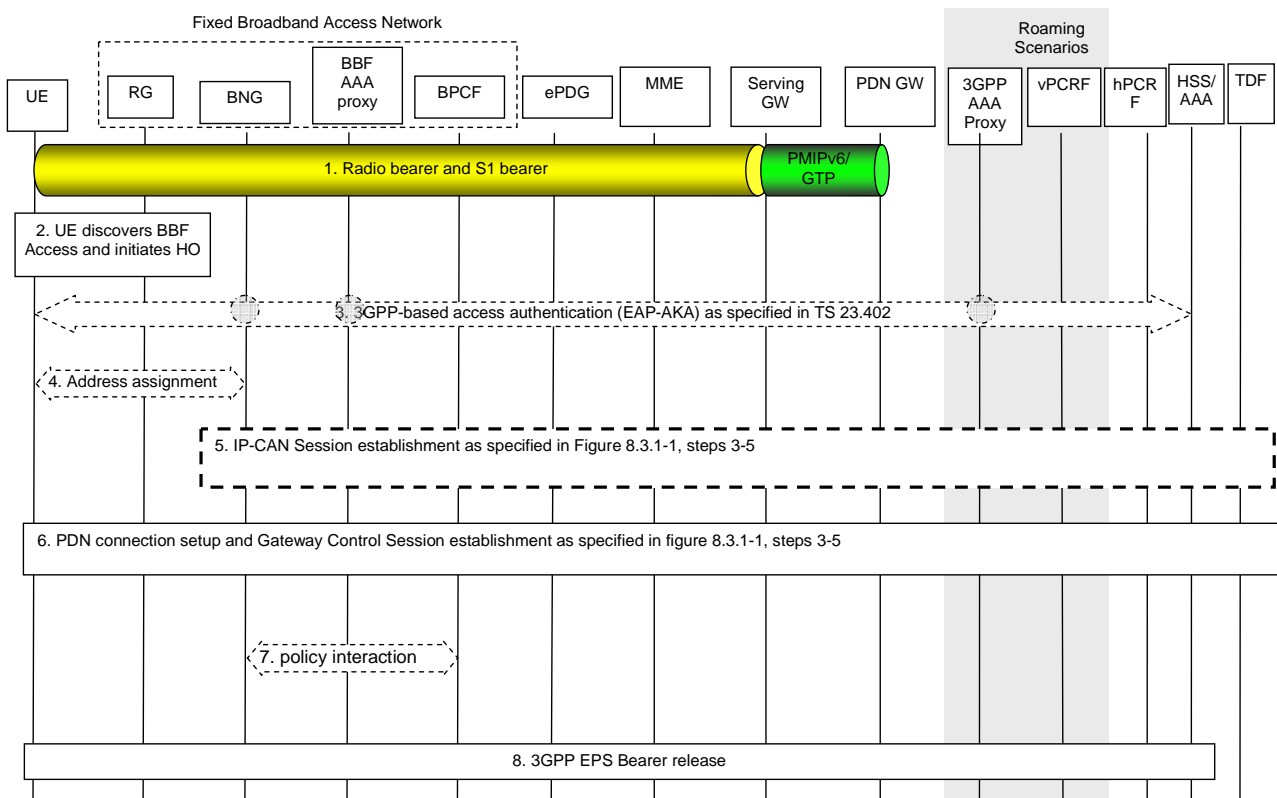 Fixed Broadband Access Network
Roaming
Scenarios
UE
RG
BNG
BBF
AAA
proxy
BPCF
ePDG
MME
Serving
GW
PDN GW
3GPP
AAA
Proxy
vPCRF
hPCR
F
HSS/
AAA
TDF
1. Radio bearer and S1 bearer
PMIPv6/
GTP
2. UE discovers BBF
Access and initiates HO
3. 3GPP-based access authentication (EAP-AKA) as specified in TS 23.402
4. Address assignment
5. IP-CAN Session establishment as specified in Figure 8.3.1-1, steps 3-5
6. PDN connection setup and Gateway Control Session establishment as specified in figure 8.3.1-1, steps 3-5
7. policy interaction
8. 3GPP EPS Bearer release